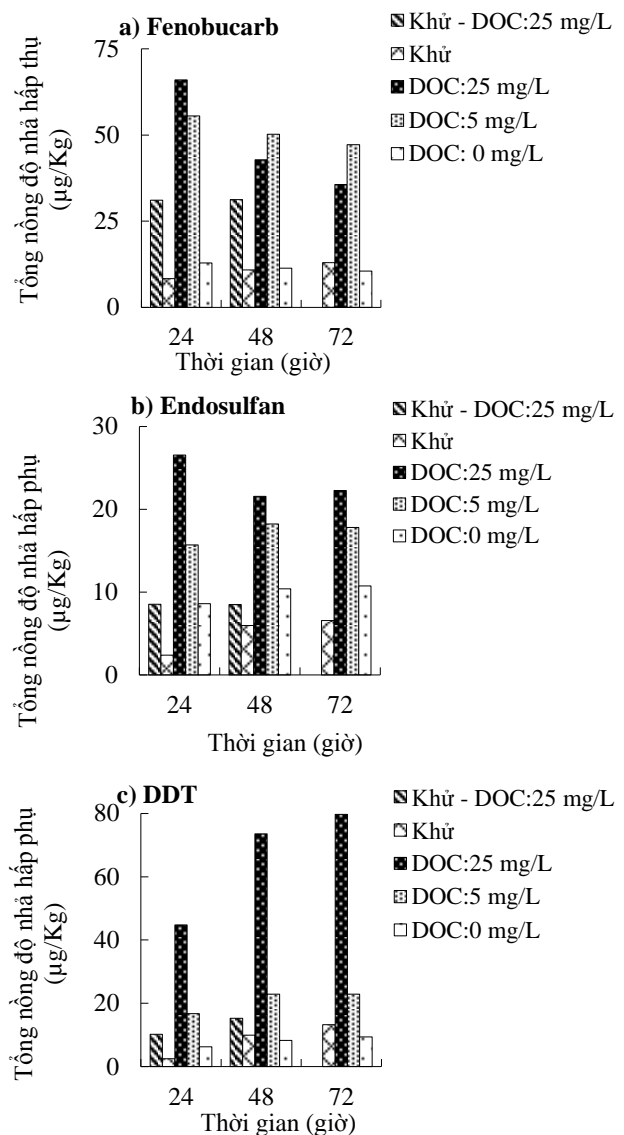 a) Fenobucarb
Tổng nồng độ nhả hấp thụ
(µg/Kg)
75
50
25
0
24 48 72
Thời gian (giờ)
Khử - DOC:25 mg/L
Khử
DOC:25 mg/L
DOC:5 mg/L
DOC: 0 mg/L
b) Endosulfan
Tổng nồng độ nhả hấp phụ
(µg/Kg)
30
20
10
0
24 48 72
Thời gian (giờ)
Khử - DOC:25 mg/L
Khử
DOC:25 mg/L
DOC:5 mg/L
DOC:0 mg/L
c) DDT
Tổng nồng độ nhả hấp phụ
(µg/Kg)
80
60
40
20
0
24 48 72
Thời gian (giờ)
Khử - DOC:25 mg/L
Khử
DOC:25 mg/L
DOC:5 mg/L
DOC:0 mg/L